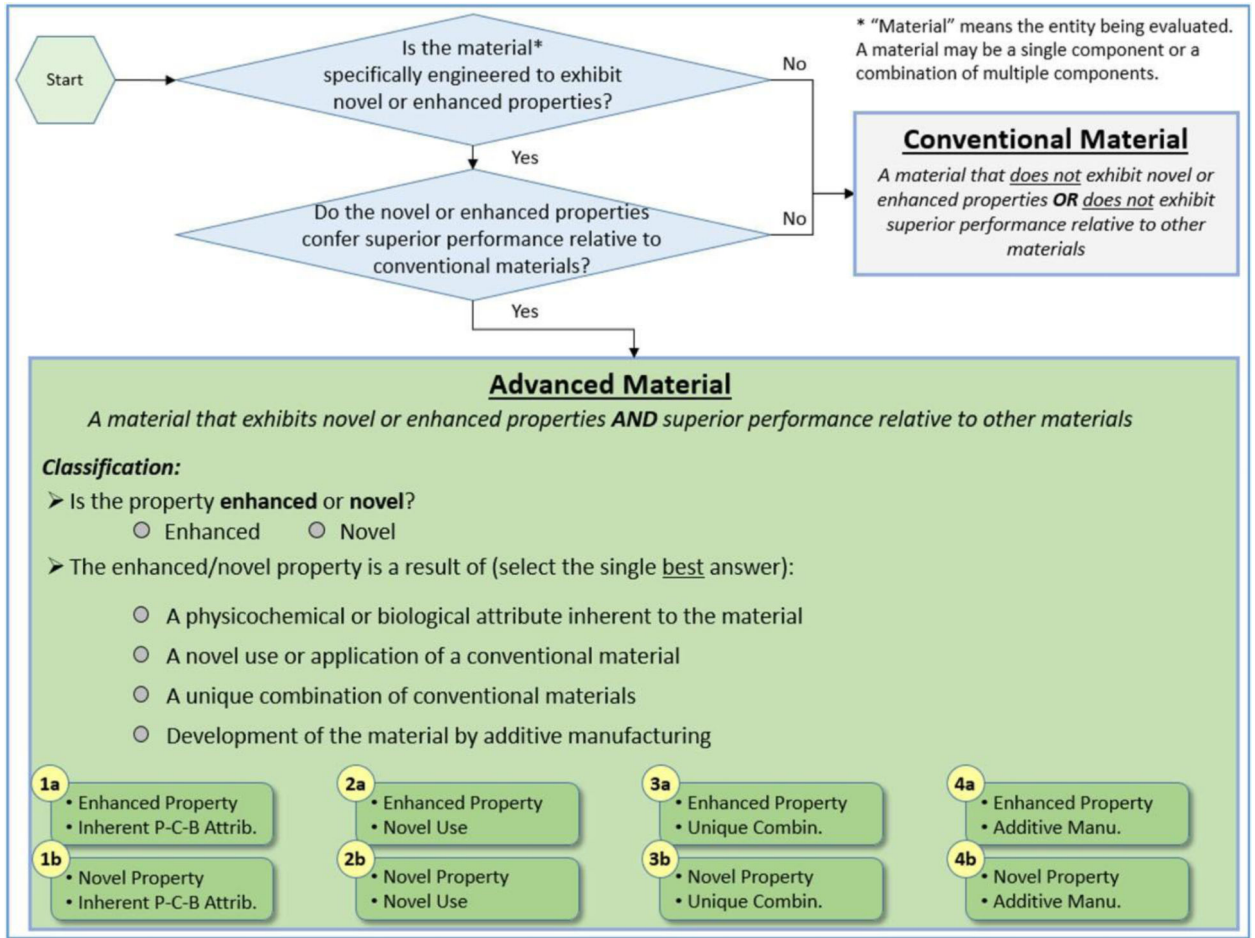 Start
Is the material*
specifically engineered to exhibit
novel or enhanced properties?
No
* “Material” means the entity being evaluated.
A material may be a single component or a
combination of multiple components.
Yes
Do the novel or enhanced properties
confer superior performance relative to
conventional materials?
No
Conventional Material
A material that does not exhibit novel or
enhanced properties OR does not exhibit
superior performance relative to other
materials
Yes
Advanced Material
A material that exhibits novel or enhanced properties AND superior performance relative to other materials
Classification:
➢ Is the property enhanced or novel?
Enhanced
Novel
➢ The enhanced/novel property is a result of (select the single best answer):
A physicochemical or biological attribute inherent to the material
A novel use or application of a conventional material
A unique combination of conventional materials
Development of the material by additive manufacturing
1a
• Enhanced Property
• Inherent P-C-B Attrib.
2a
• Enhanced Property
• Novel Use
3a
• Enhanced Property
• Unique Combin.
4a
• Enhanced Property
• Additive Manu.
1b
• Novel Property
• Inherent P-C-B Attrib.
2b
• Novel Property
• Novel Use
3b
• Novel Property
• Unique Combin.
4b
• Novel Property
• Additive Manu.